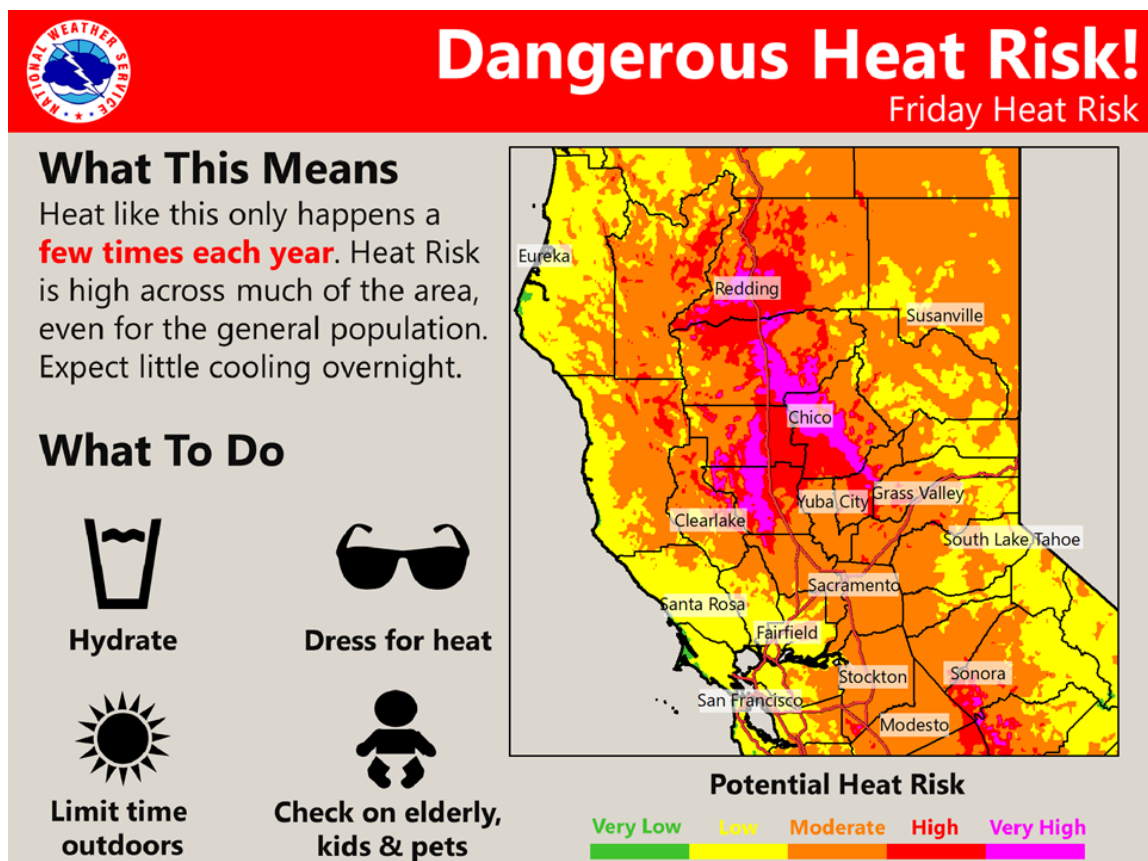 NATIONAL WEATHER SERVICE
Dangerous Heat Risk!
Friday Heat Risk
What This Means
Heat like this only happens a
few times each year. Heat Risk
is high across much of the area,
even for the general population.
Expect little cooling overnight.
What To Do
Hydrate
Dress for heat
Limit time
outdoors
Check on elderly,
kids & pets
Eureka
Redding
Susanville
Chico
Yuba City
Grass Valley
Clearlake
South Lake Tahoe
Sacramento
Santa Rosa
Fairfield
Stockton
Sonora
San Francisco
Modesto
Potential Heat Risk
Very Low Low Moderate High Very High